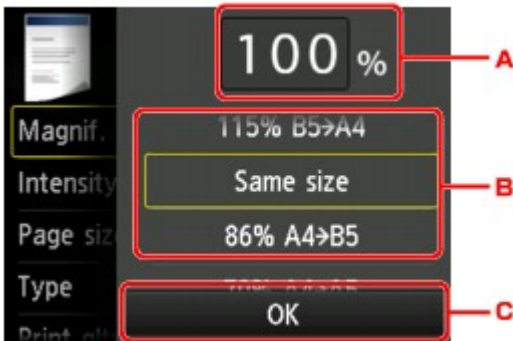 100 %
A
Magnif.
115% B5→A4
Intensity
Same size
B
Page siz
86% A4→B5
Type
OK
C